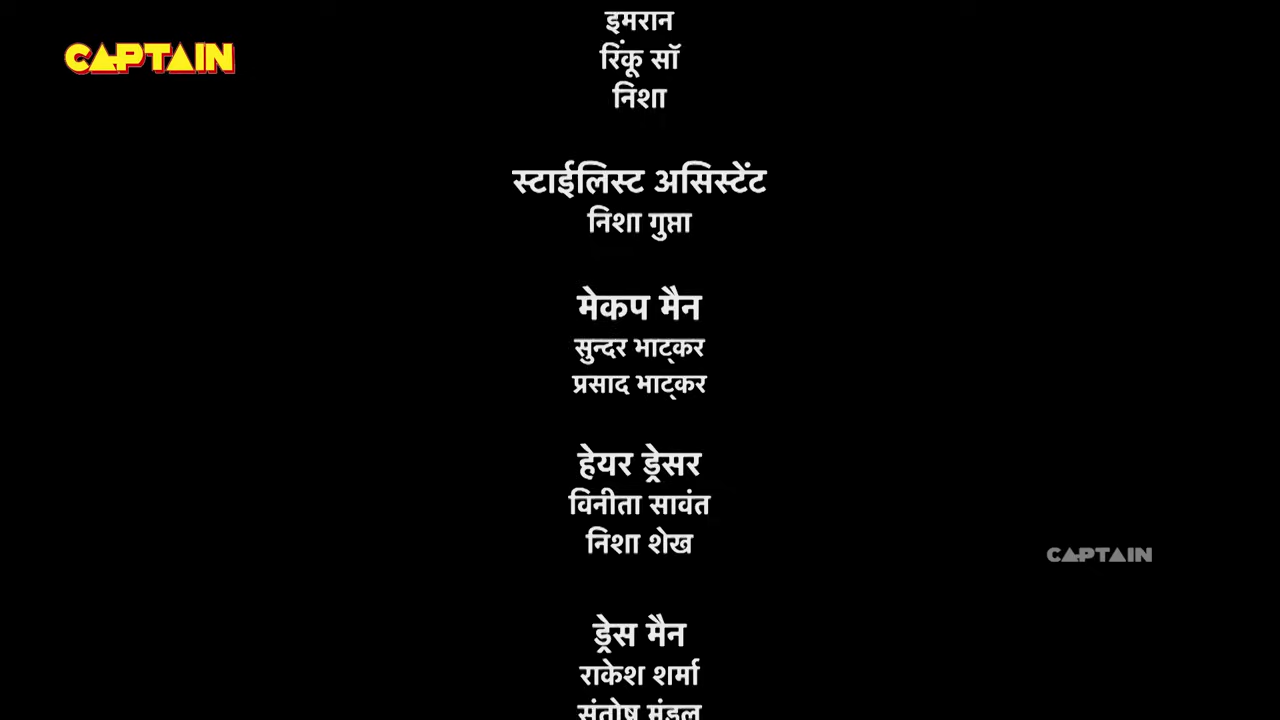 इमरान
CAPTAIN
रिंकू सॉ
निशा
स्टाईलिस्ट असिस्टेंट
निशा गुप्ता
मेकप मैन
सुन्दर भाट्कर
प्रसाद भाट्कर
हेयर ड्रेसर
विनीता सावंत
निशा शेख
CAPTAIN
ड्रेस मैन
राकेश शर्मा
संतोष मंडल